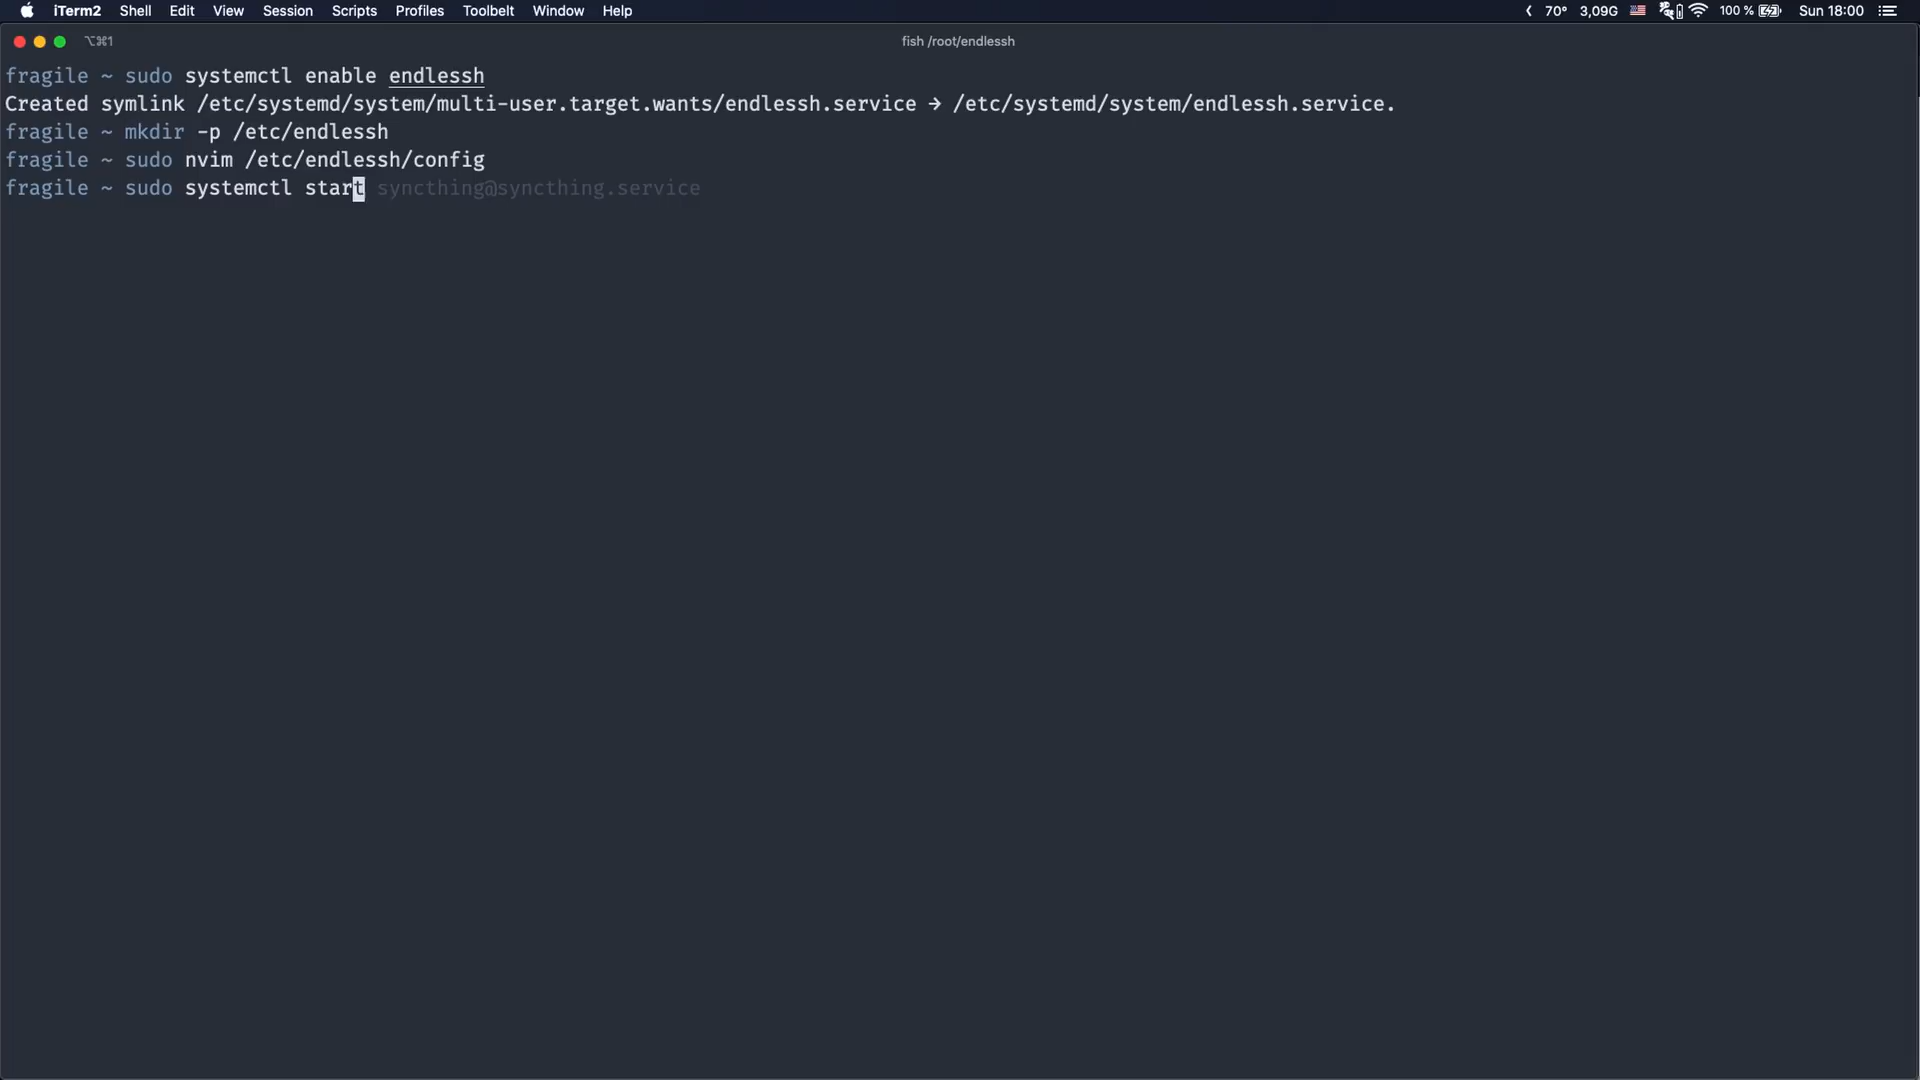 iTerm2 Shell Edit View Session Scripts Profiles Toolbelt Window Help 70° 3,09G 100 % Sun 18:00
⌥⌘1 fish /root/endlessh
fragile ~ sudo systemctl enable endlessh
Created symlink /etc/systemd/system/multi-user.target.wants/endlessh.service → /etc/systemd/system/endlessh.service.
fragile ~ mkdir -p /etc/endlessh
fragile ~ sudo nvim /etc/endlessh/config
fragile ~ sudo systemctl start syncthing@syncthing.service